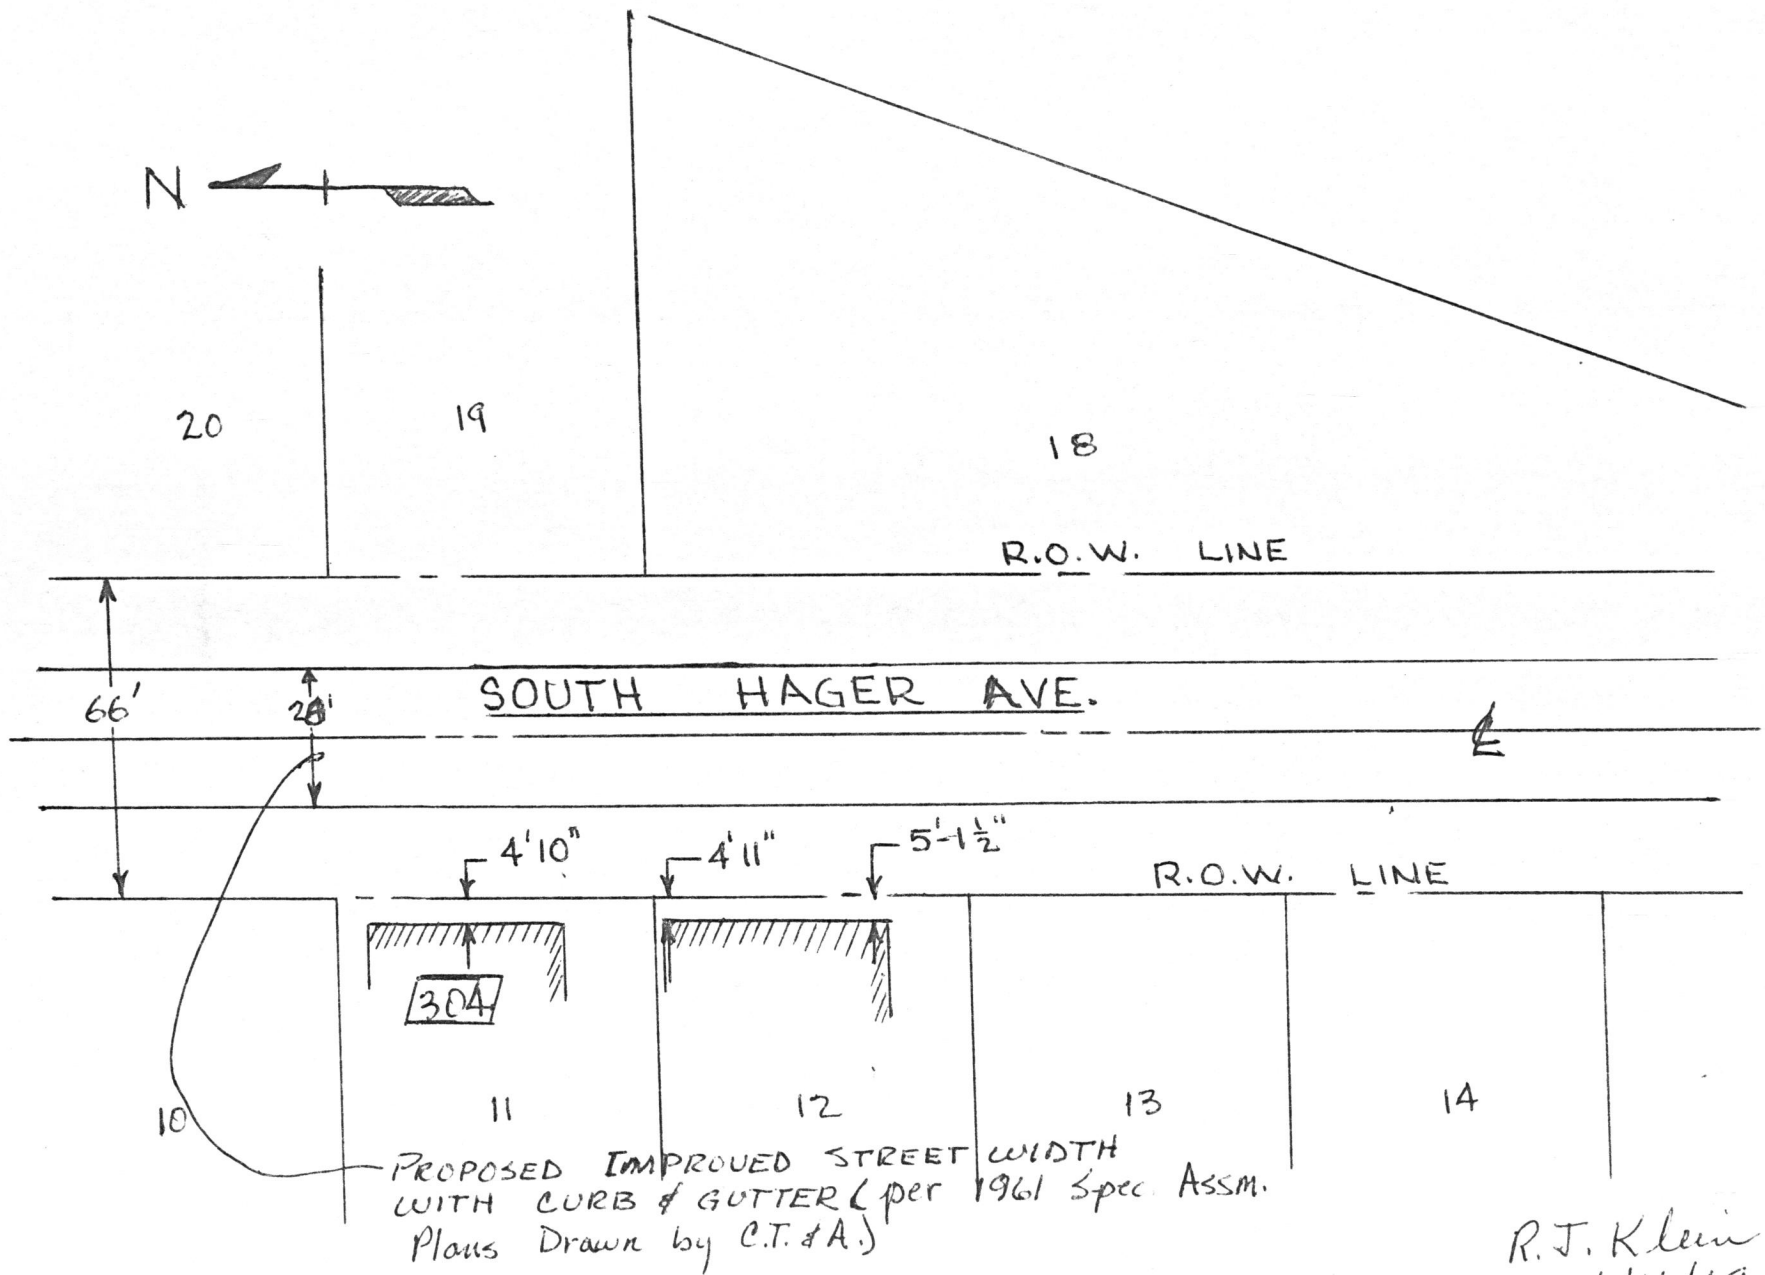 N
20
19
18
R.O.W. LINE
SOUTH HAGER AVE.
66'
℄
4'10"
4'11"
5'-1½"
R.O.W. LINE
304
10
11
12
13
14
PROPOSED IMPROVED STREET WIDTH
WITH CURB & GUTTER (per 1961 Spec. Assm.
Plans Drawn by C.T. & A.)
R.J. Klein